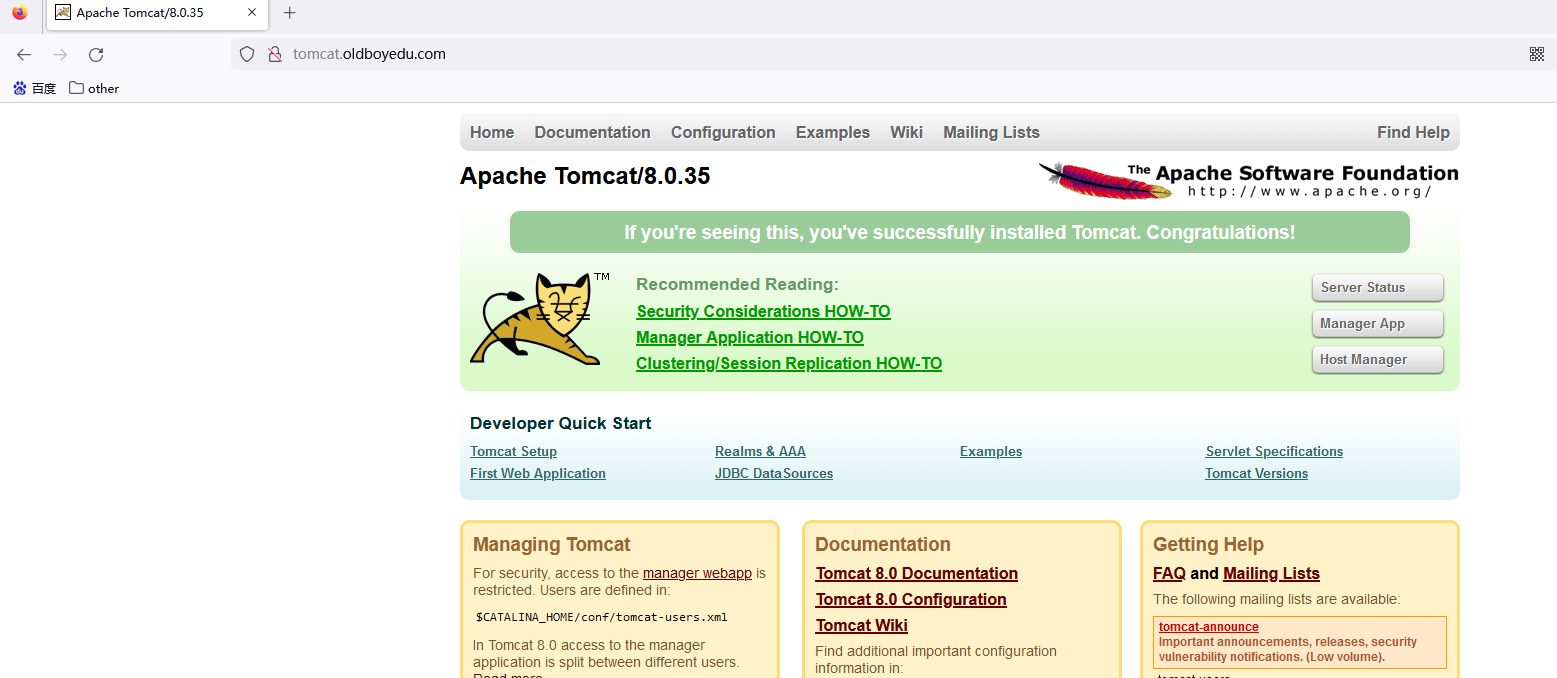 Apache Tomcat/8.0.35
tomcat.oldboyedu.com
百度 other
Home Documentation Configuration Examples Wiki Mailing Lists Find Help
Apache Tomcat/8.0.35
The Apache Software Foundation
http://www.apache.org/
If you're seeing this, you've successfully installed Tomcat. Congratulations!
TM
Recommended Reading:
Security Considerations HOW-TO
Manager Application HOW-TO
Clustering/Session Replication HOW-TO
Server Status
Manager App
Host Manager
Developer Quick Start
Tomcat Setup
First Web Application
Realms & AAA
JDBC DataSources
Examples
Servlet Specifications
Tomcat Versions
Managing Tomcat
For security, access to the manager webapp is
restricted. Users are defined in:
$CATALINA_HOME/conf/tomcat-users.xml
In Tomcat 8.0 access to the manager
application is split between different users.
Read more...
Documentation
Tomcat 8.0 Documentation
Tomcat 8.0 Configuration
Tomcat Wiki
Find additional important configuration
information in:
Getting Help
FAQ and Mailing Lists
The following mailing lists are available:
tomcat-announce
Important announcements, releases, security
vulnerability notifications. (Low volume).
tomcat-users